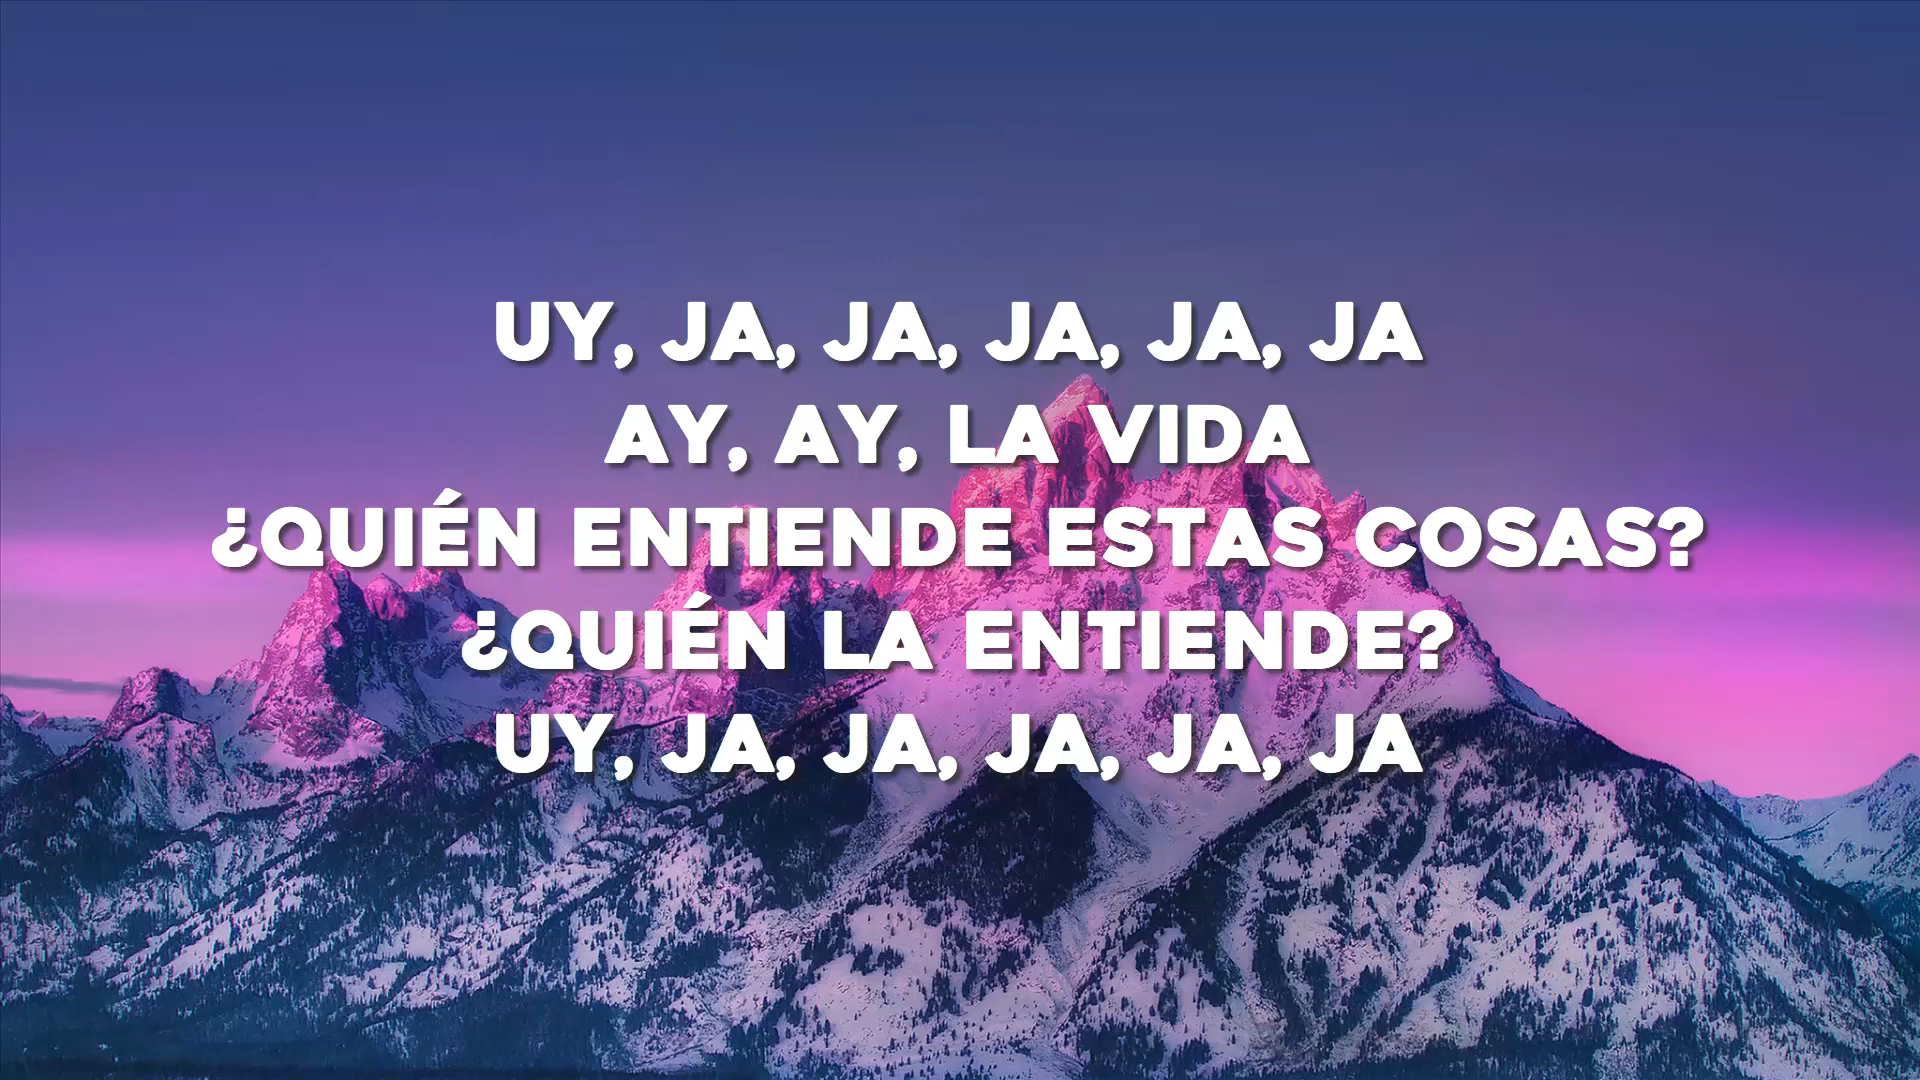 UY, JA, JA, JA, JA, JA
AY, AY, LA VIDA
¿QUIÉN ENTIENDE ESTAS COSAS?
¿QUIÉN LA ENTIENDE?
UY, JA, JA, JA, JA, JA